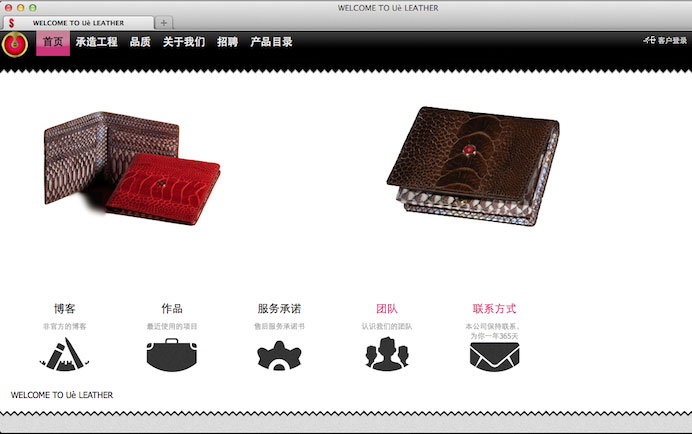 WELCOME TO Uè LEATHER
WELCOME TO Uè LEATHER
首页 承造工程 品质 关于我们 招聘 产品目录 客户登录
博客 作品 服务承诺 团队 联系方式
非官方的博客 最近使用的项目 售后服务承诺书 认识我们的团队 本公司保持联系,
为你一年365天
WELCOME TO Uè LEATHER